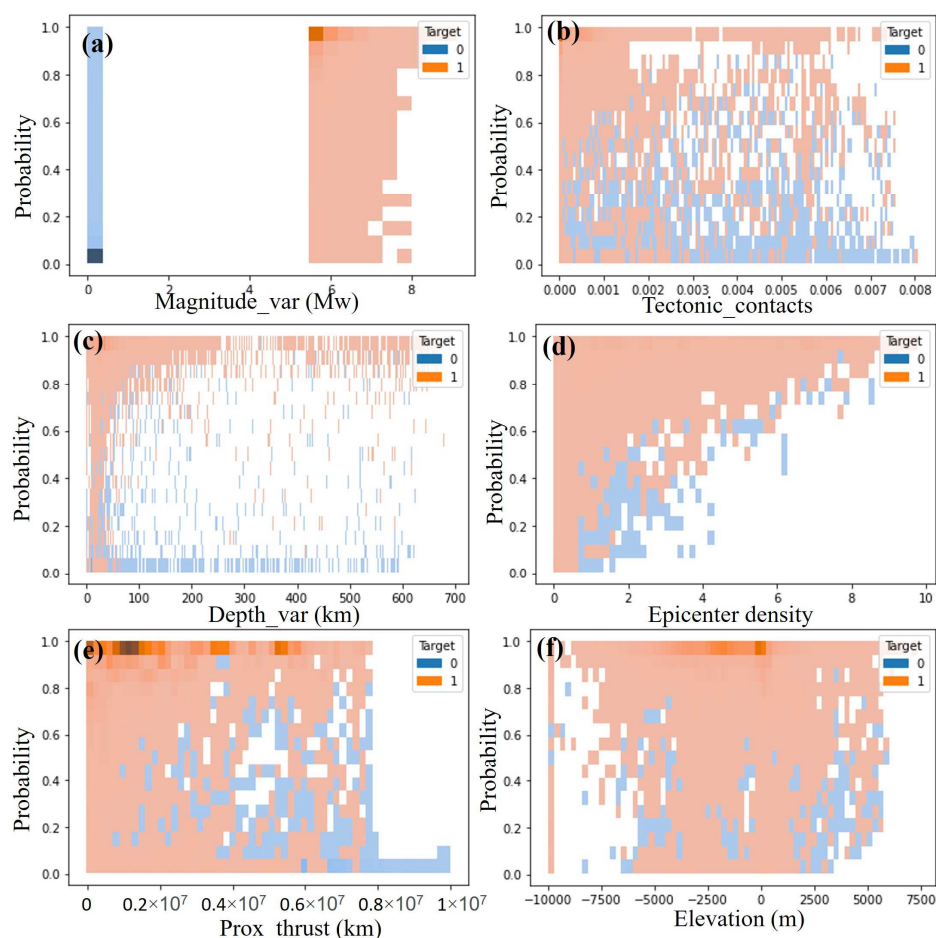 (a)
Target
0
1
1.0
0.8
0.6
0.4
0.2
0.0
Probability
0 2 4 6 8
Magnitude_var (Mw)
(b)
Target
0
1
1.0
0.8
0.6
0.4
0.2
0.0
Probability
0.000 0.001 0.002 0.003 0.004 0.005 0.006 0.007 0.008
Tectonic_contacts
(c)
Target
0
1
1.0
0.8
0.6
0.4
0.2
0.0
Probability
0 100 200 300 400 500 600 700
Depth_var (km)
(d)
Target
0
1
1.0
0.8
0.6
0.4
0.2
0.0
Probability
0 2 4 6 8 10
Epicenter density
(e)
Target
0
1
1.0
0.8
0.6
0.4
0.2
0.0
Probability
0 0.2*10⁷ 0.4*10⁷ 0.6*10⁷ 0.8*10⁷ 1*10⁷
Prox_thrust (km)
(f)
Target
0
1
1.0
0.8
0.6
0.4
0.2
0.0
Probability
−10000 −7500 −5000 −2500 0 2500 5000 7500
Elevation (m)